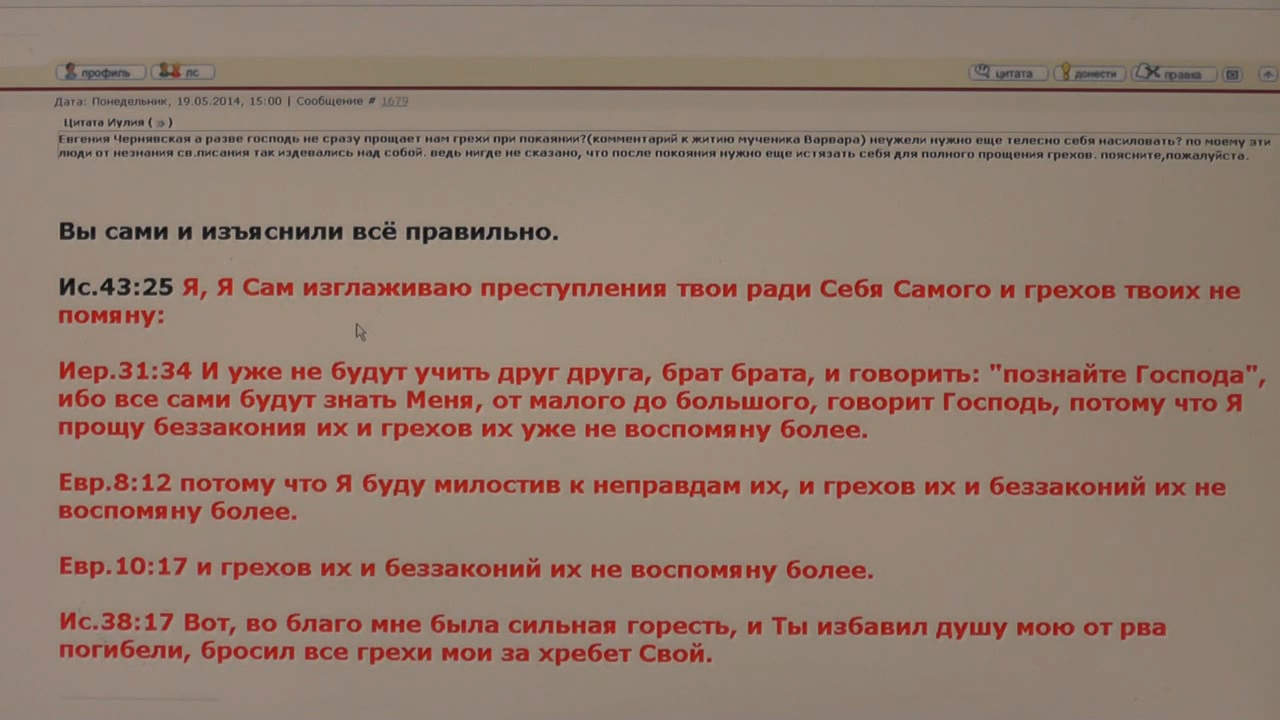 профиль лс цитата донести правка
Дата: Понедельник, 19.05.2014, 15:00 | Сообщение # 1679
Цитата Иулия ( » )
Евгения Чернявская а разве господь не сразу прощает нам грехи при покаянии?(комментарий к житию мученика Варвара) неужели нужно еще телесно себя насиловать? по моему эти
люди от незнания св.писания так издевались над собой. ведь нигде не сказано, что после покояния нужно еще истязать себя для полного прощения грехов. поясните,пожалуйста.
Вы сами и изъяснили всё правильно.
Ис.43:25 Я, Я Сам изглаживаю преступления твои ради Себя Самого и грехов твоих не
помяну:
Иер.31:34 И уже не будут учить друг друга, брат брата, и говорить: "познайте Господа",
ибо все сами будут знать Меня, от малого до большого, говорит Господь, потому что Я
прощу беззакония их и грехов их уже не воспомяну более.
Евр.8:12 потому что Я буду милостив к неправдам их, и грехов их и беззаконий их не
воспомяну более.
Евр.10:17 и грехов их и беззаконий их не воспомяну более.
Ис.38:17 Вот, во благо мне была сильная горесть, и Ты избавил душу мою от рва
погибели, бросил все грехи мои за хребет Свой.